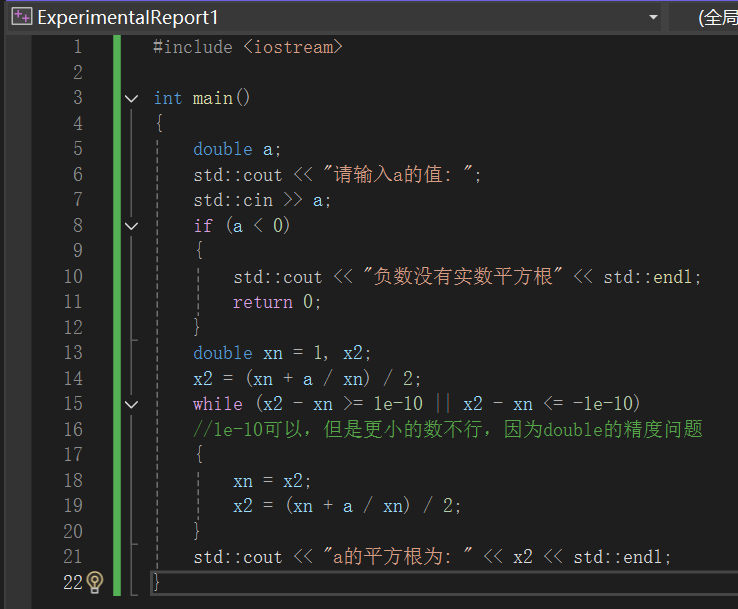 ExperimentalReport1
(全局
1 #include <iostream>
2
3 int main()
4 {
5 double a;
6 std::cout << "请输入a的值: ";
7 std::cin >> a;
8 if (a < 0)
9 {
10 std::cout << "负数没有实数平方根" << std::endl;
11 return 0;
12 }
13 double xn = 1, x2;
14 x2 = (xn + a / xn) / 2;
15 while (x2 - xn >= 1e-10 || x2 - xn <= -1e-10)
16 //1e-10可以，但是更小的数不行，因为double的精度问题
17 {
18 xn = x2;
19 x2 = (xn + a / xn) / 2;
20 }
21 std::cout << "a的平方根为: " << x2 << std::endl;
22 }